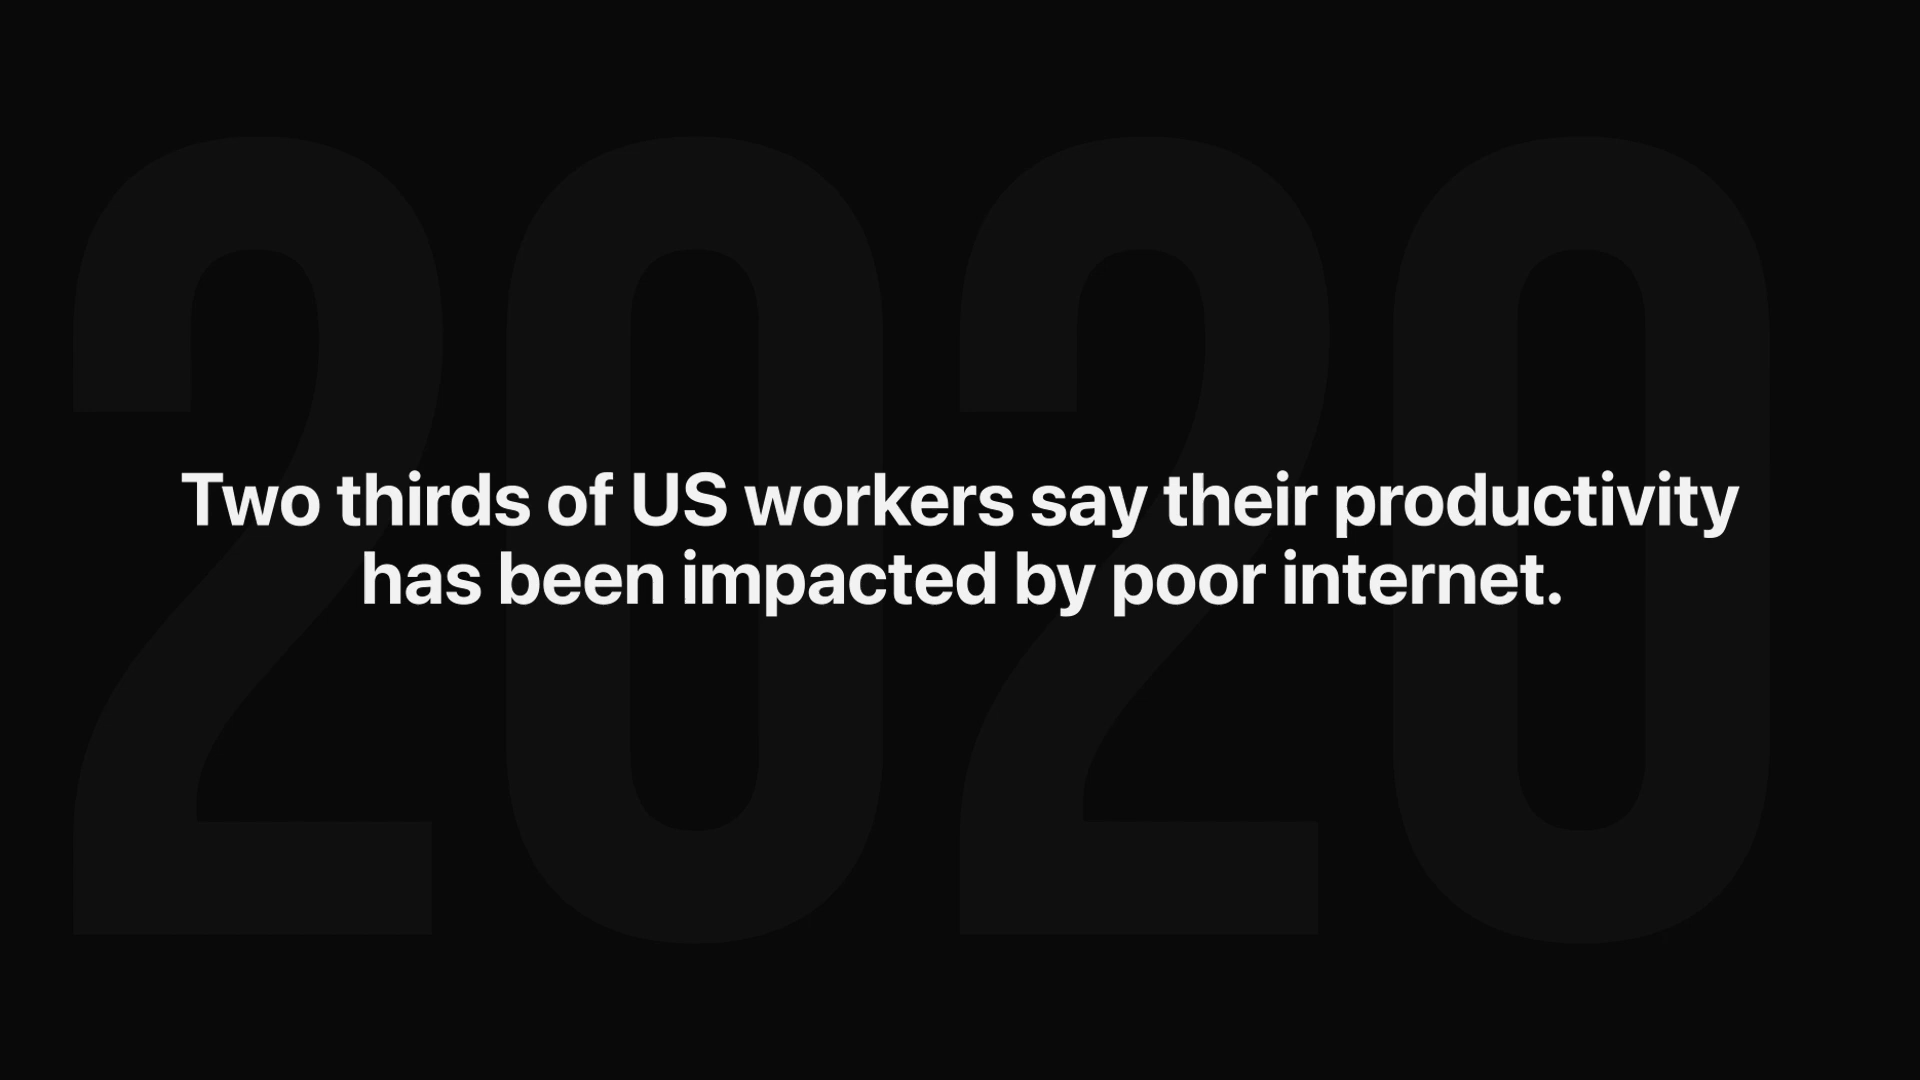 2020
Two thirds of US workers say their productivity
has been impacted by poor internet.